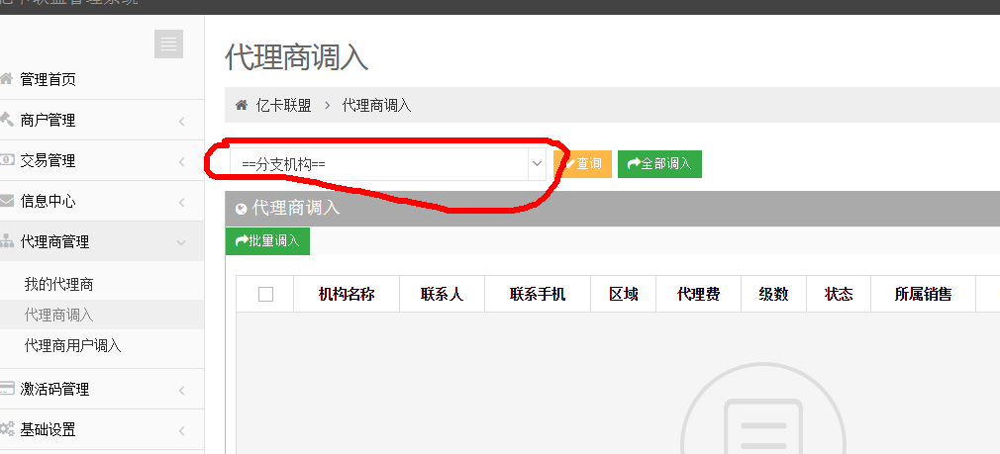 亿卡联盟管理系统
代理商调入
管理首页
亿卡联盟 > 代理商调入
商户管理
==分支机构== 查询 全部调入
交易管理
信息中心
代理商调入
代理商管理
批量调入
我的代理商
机构名称 联系人 联系手机 区域 代理费 级数 状态 所属销售
代理商调入
代理商用户调入
激活码管理
基础设置